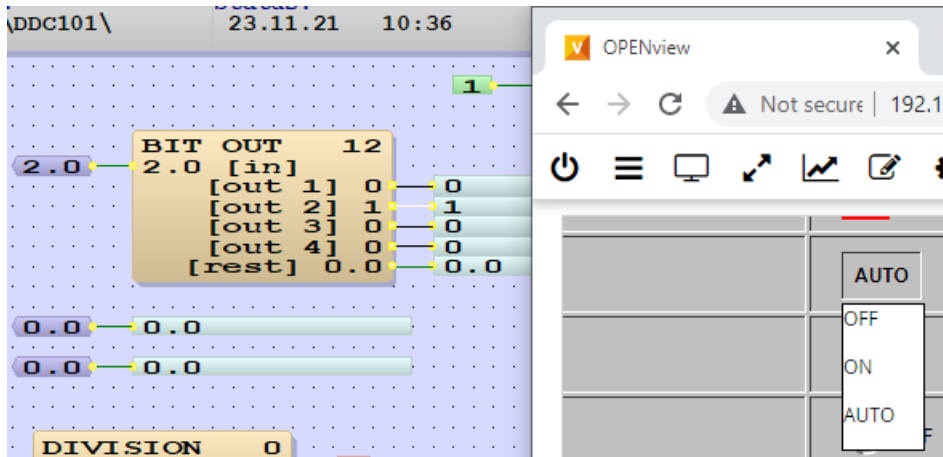 \DDC101\
23.11.21 10:36
1
BIT OUT 12
2.0
2.0 [in]
[out 1] 0
0
[out 2] 1
1
[out 3] 0
0
[out 4] 0
0
[rest] 0.0
0.0
0.0
0.0
0.0
0.0
DIVISION 0
OPENview
Not secure
192.1
AUTO
OFF
ON
AUTO
F